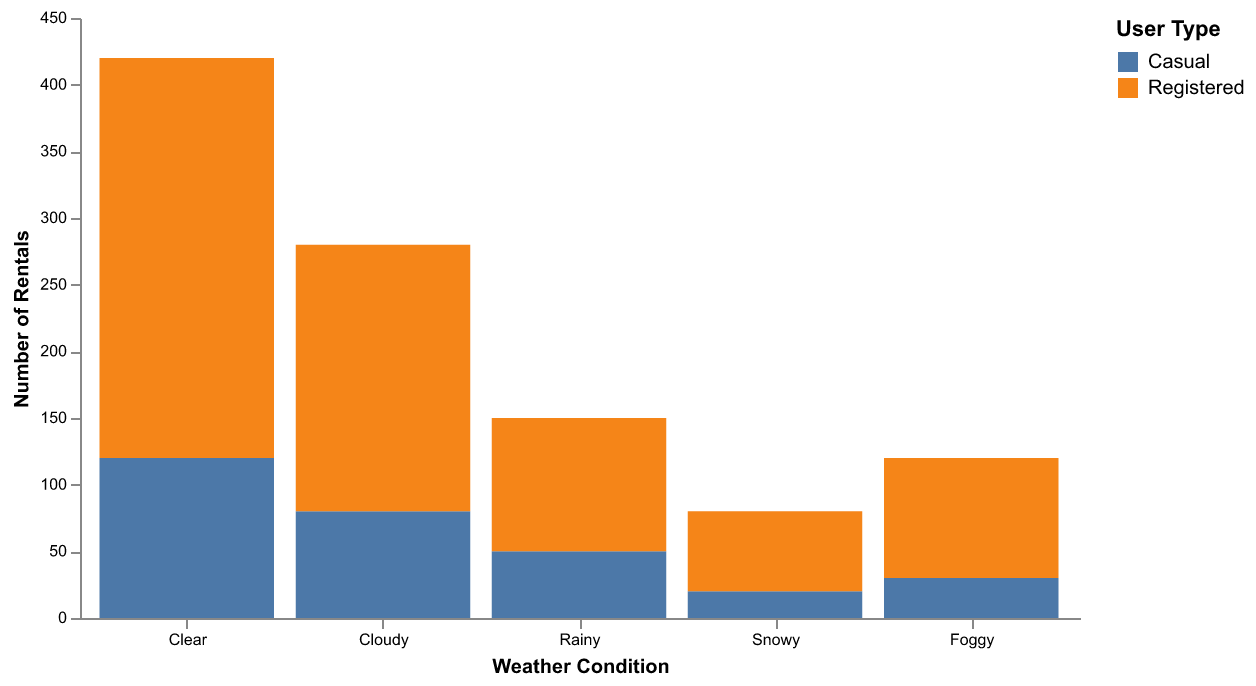 450
400
350
300
250
200
150
100
50
0
Number of Rentals
Clear Cloudy Rainy Snowy Foggy
Weather Condition
User Type
Casual
Registered